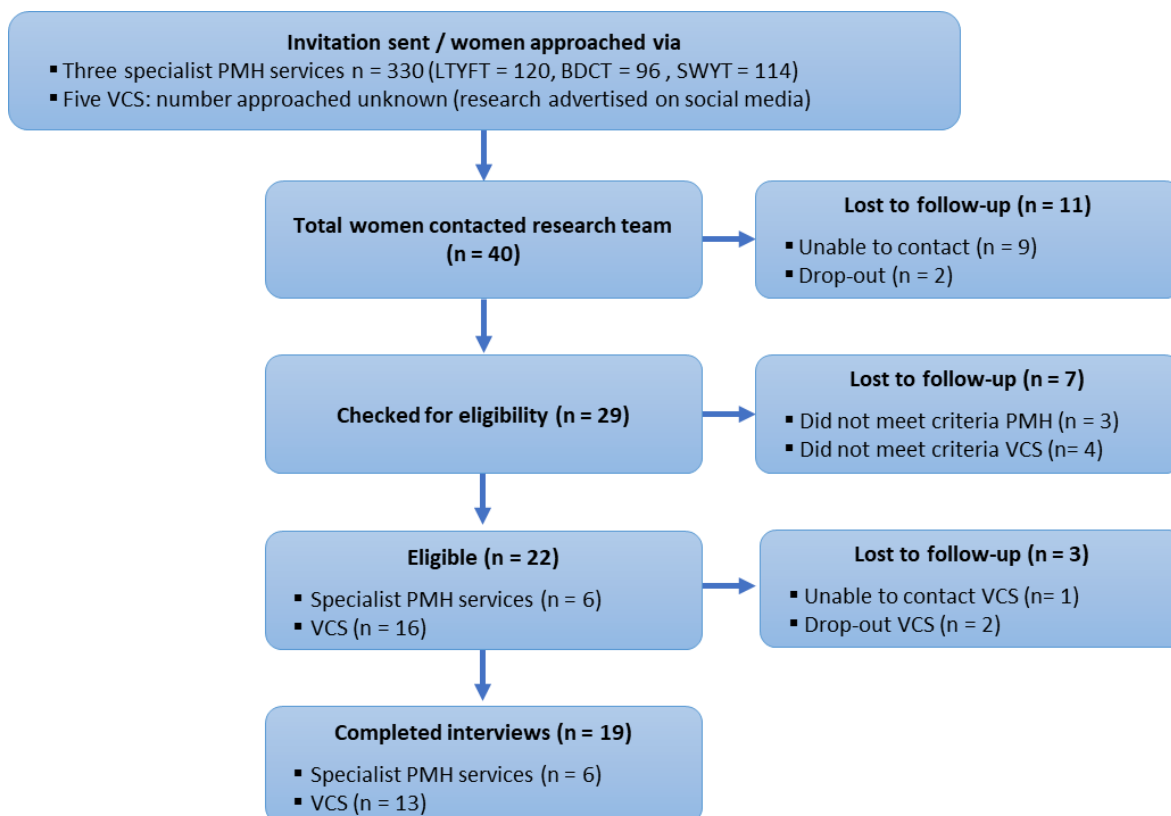 Invitation sent / women approached via
▪ Three specialist PMH services n = 330 (LTYFT = 120, BDCT = 96 , SWYT = 114)
▪ Five VCS: number approached unknown (research advertised on social media)
Total women contacted research team
(n = 40)
Lost to follow-up (n = 11)
▪ Unable to contact (n = 9)
▪ Drop-out (n = 2)
Checked for eligibility (n = 29)
Lost to follow-up (n = 7)
▪ Did not meet criteria PMH (n = 3)
▪ Did not meet criteria VCS (n= 4)
Eligible (n = 22)
▪ Specialist PMH services (n = 6)
▪ VCS (n = 16)
Lost to follow-up (n = 3)
▪ Unable to contact VCS (n= 1)
▪ Drop-out VCS (n = 2)
Completed interviews (n = 19)
▪ Specialist PMH services (n = 6)
▪ VCS (n = 13)